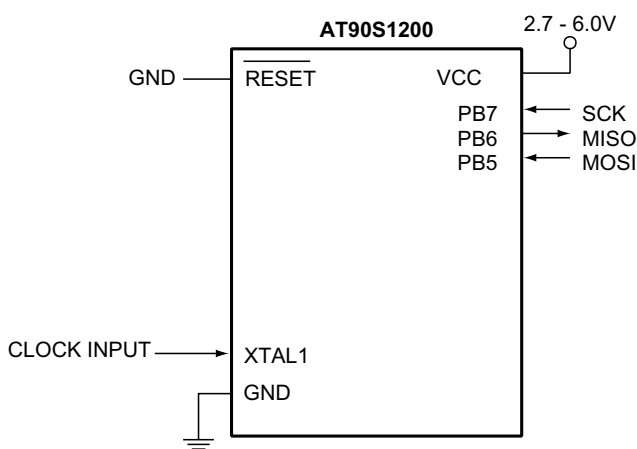 AT90S1200
2.7 - 6.0V
GND
RESET
VCC
PB7
SCK
PB6
MISO
PB5
MOSI
CLOCK INPUT
XTAL1
GND